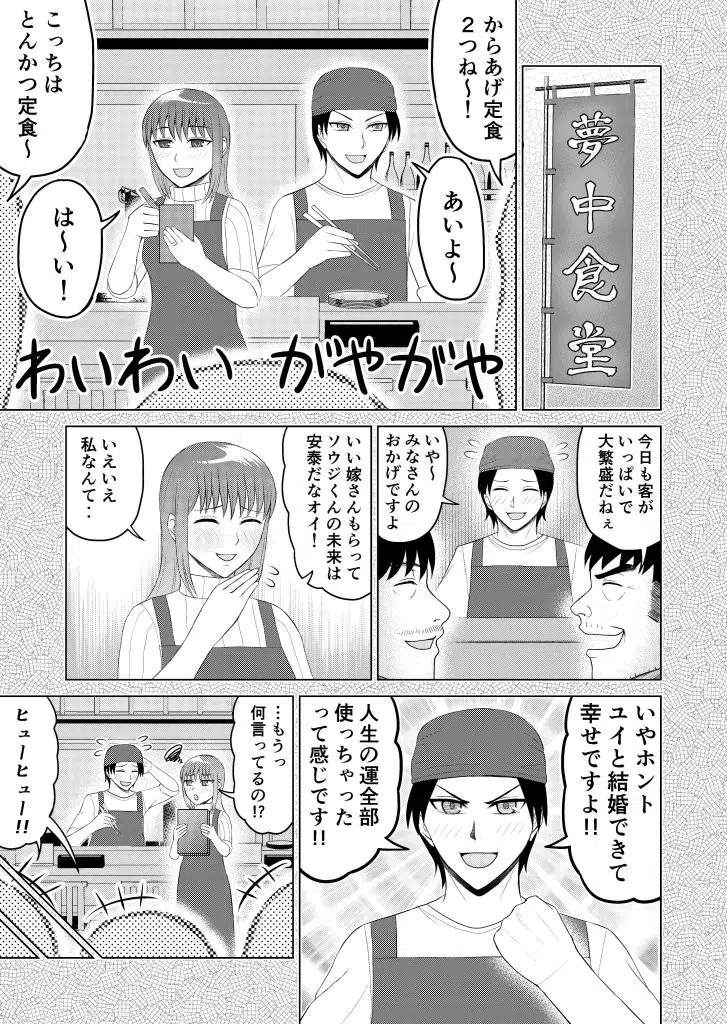 夢中食堂
からあげ定食
2つね〜!
あいよ〜
こっちは
とんかつ定食〜
は〜い!
わいわい がやがや
今日も客が
いっぱいで
大繁盛だねぇ
いや〜
みなさんの
おかげですよ
いい嫁さんもらって
ソウジくんの未来は
安泰だなオイ!
いえいえ
私なんて‥
いやホント
ユイと結婚できて
幸せですよ!!
人生の運全部
使っちゃった
って感じです!!
…もうっ
何言ってるの!?
ヒューヒュー!!